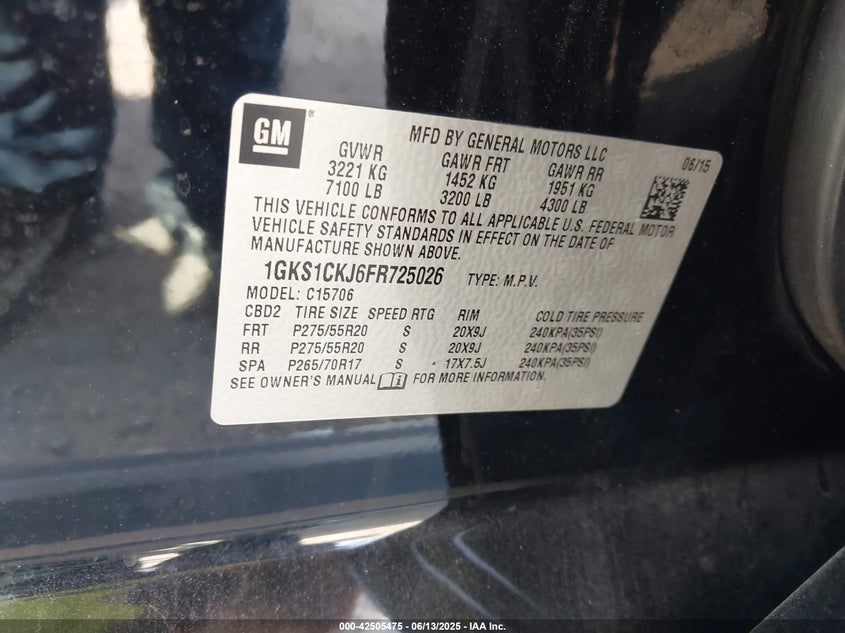 GM ®
MFD BY GENERAL MOTORS LLC 06/15
GVWR GAWR FRT GAWR RR
3221 KG 1452 KG 1951 KG
7100 LB 3200 LB 4300 LB
THIS VEHICLE CONFORMS TO ALL APPLICABLE U.S. FEDERAL MOTOR
VEHICLE SAFETY STANDARDS IN EFFECT ON THE DATE OF
MANUFACTURE SHOWN ABOVE.
1GKS1CKJ6FR725026 TYPE: M.P.V.
MODEL: C15706
CBD2 TIRE SIZE SPEED RTG RIM COLD TIRE PRESSURE
FRT P275/55R20 S 20X9J 240KPA(35PSI)
RR P275/55R20 S 20X9J 240KPA(35PSI)
SPA P265/70R17 S 17X7.5J 240KPA(35PSI)
SEE OWNER'S MANUAL FOR MORE INFORMATION.
000-42505475 - 06/13/2025 - IAA Inc.